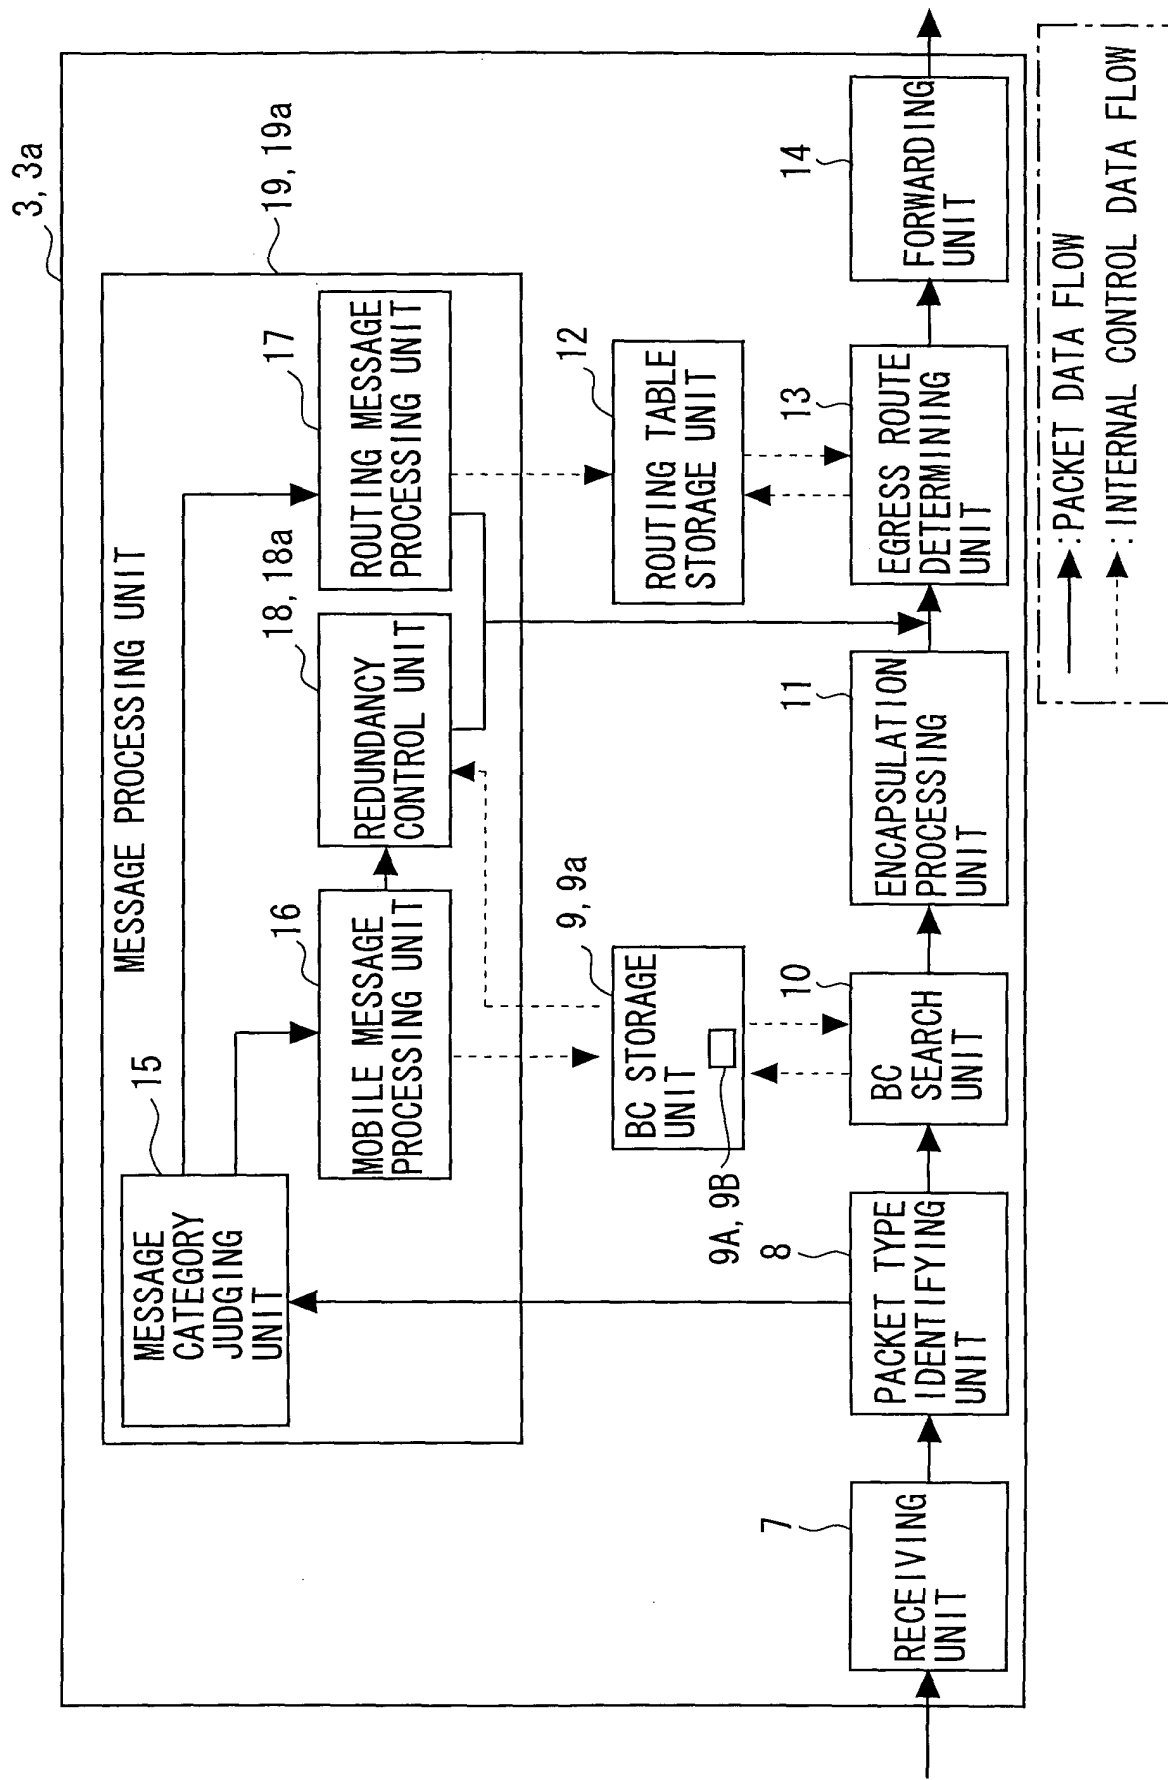 3, 3a
MESSAGE PROCESSING UNIT
19, 19a
15
MESSAGE
CATEGORY
JUDGING
UNIT
16
MOBILE MESSAGE
PROCESSING UNIT
18, 18a
REDUNDANCY
CONTROL UNIT
17
ROUTING MESSAGE
PROCESSING UNIT
9, 9a
BC STORAGE
UNIT
9A, 9B
12
ROUTING TABLE
STORAGE UNIT
7
RECEIVING
UNIT
8
PACKET TYPE
IDENTIFYING
UNIT
10
BC
SEARCH
UNIT
11
ENCAPSULATION
PROCESSING
UNIT
13
EGRESS ROUTE
DETERMINING
UNIT
14
FORWARDING
UNIT
:PACKET DATA FLOW
:INTERNAL CONTROL DATA FLOW